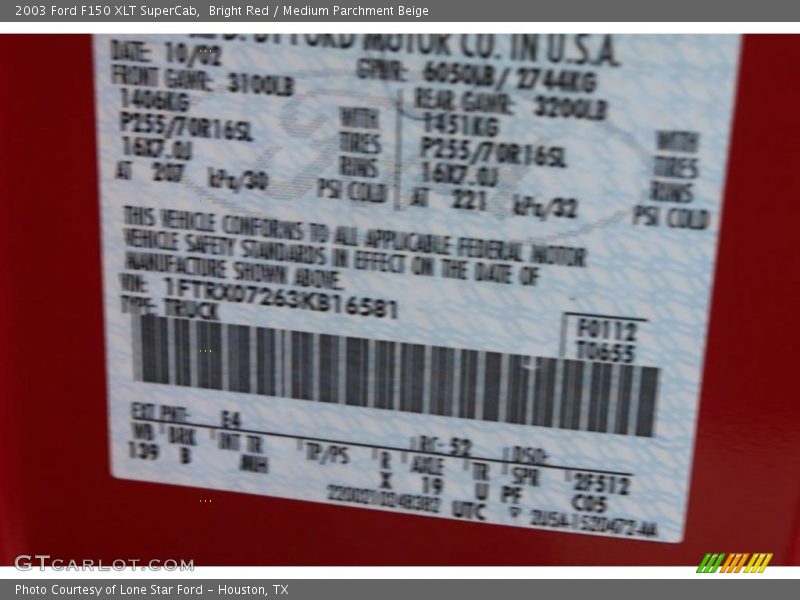 2003 Ford F150 XLT SuperCab, Bright Red / Medium Parchment Beige
FORD MOTOR CO. IN U.S.A.
DATE: 10/02 GVWR: 6050LB/ 2744KG
FRONT GAWR: 3100LB REAR GAWR: 3200LB
1406KG WITH 1451KG WITH
P255/70R16SL TIRES P255/70R16SL TIRES
16X7.0J RIMS 16X7.0J RIMS
AT 207 kPa/30 PSI COLD AT 221 kPa/32 PSI COLD
THIS VEHICLE CONFORMS TO ALL APPLICABLE FEDERAL MOTOR
VEHICLE SAFETY STANDARDS IN EFFECT ON THE DATE OF
MANUFACTURE SHOWN ABOVE.
VIN: 1FTRX07263KB16581
TYPE: TRUCK
F0112
T0655
EXT PNT: E4 RC: 52 DSO:
WB BRK INT TR TP/PS R AXLE TR SPR 2F512
139 B MH X 19 U PF C05
UTC 2U5A-1520472-AA
GTCARLOT.COM
Photo Courtesy of Lone Star Ford - Houston, TX